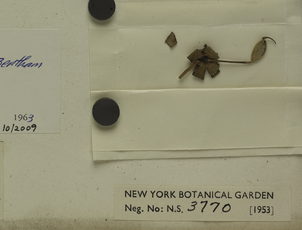 Bentham
1963
10/2009
NEW YORK BOTANICAL GARDEN
Neg. No: N.S. 3770 [1953]